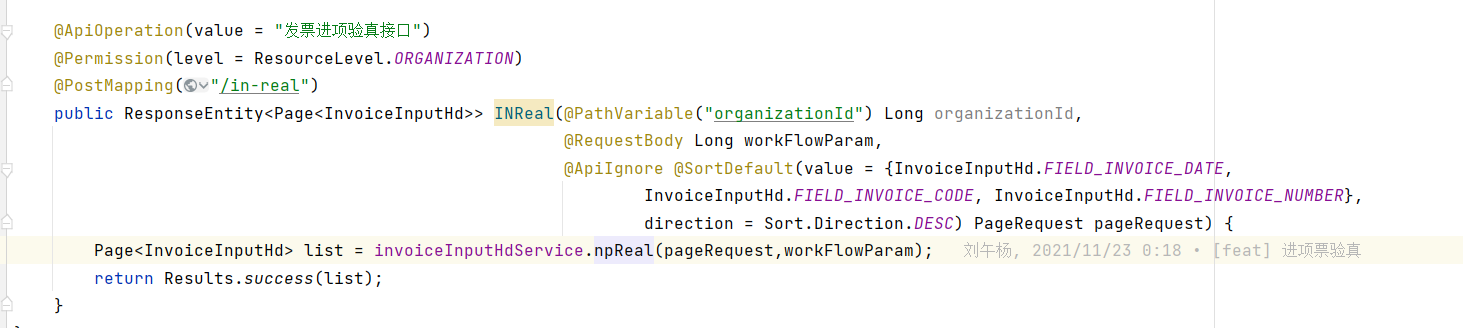 @ApiOperation(value = "发票进项验真接口")
@Permission(level = ResourceLevel.ORGANIZATION)
@PostMapping("/in-real")
public ResponseEntity<Page<InvoiceInputHd>> INReal(@PathVariable("organizationId") Long organizationId,
@RequestBody Long workFlowParam,
@ApiIgnore @SortDefault(value = {InvoiceInputHd.FIELD_INVOICE_DATE,
InvoiceInputHd.FIELD_INVOICE_CODE, InvoiceInputHd.FIELD_INVOICE_NUMBER},
direction = Sort.Direction.DESC) PageRequest pageRequest) {
Page<InvoiceInputHd> list = invoiceInputHdService.npReal(pageRequest,workFlowParam); 刘午杨, 2021/11/23 0:18 • [feat] 进项票验真
return Results.success(list);
}